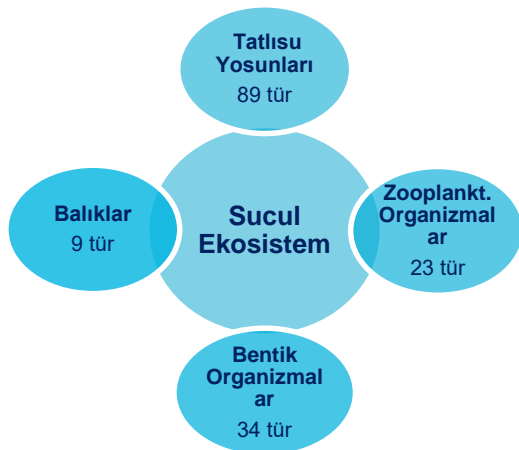 Tatlısu
Yosunları
89 tür
Balıklar
9 tür
Sucul
Ekosistem
Zooplankt.
Organizmal
ar
23 tür
Bentik
Organizmal
ar
34 tür